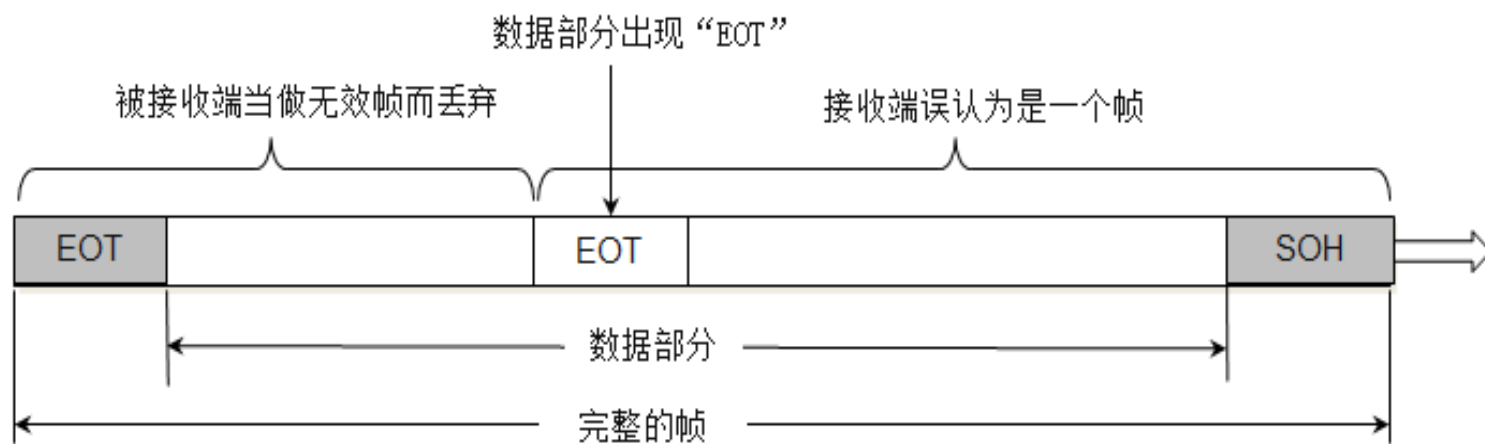 数据部分出现“EOT”
被接收端当做无效帧而丢弃
接收端误认为是一个帧
EOT
EOT
SOH
数据部分
完整的帧